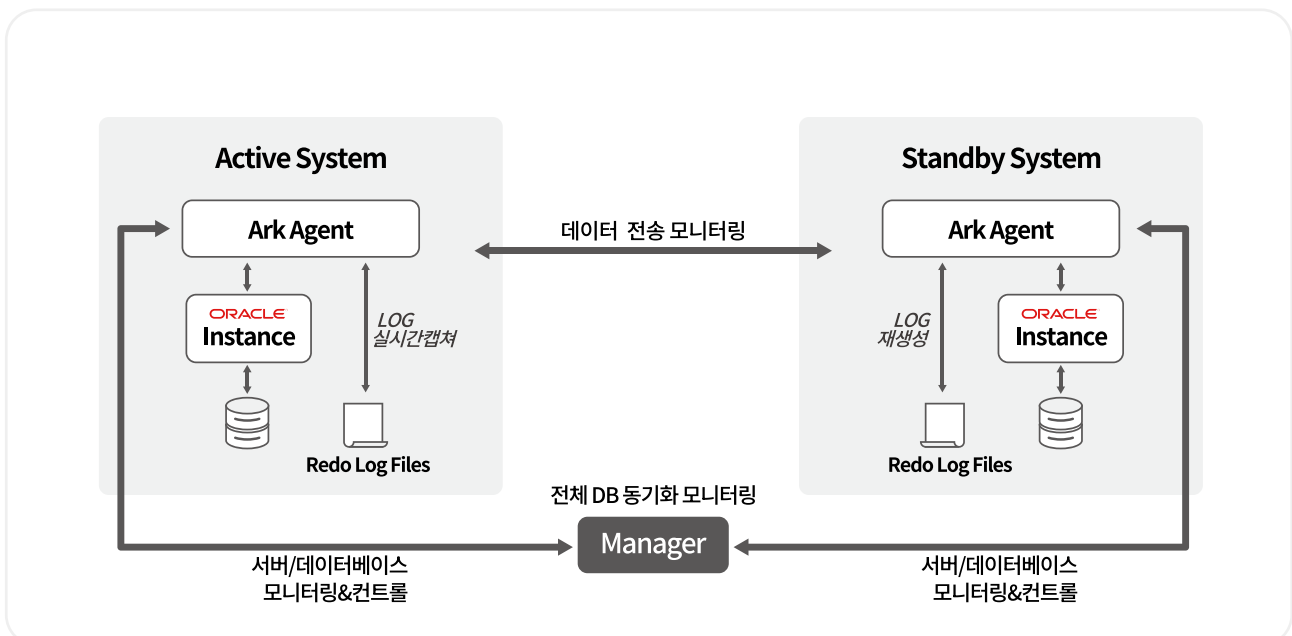 Active System
Ark Agent
ORACLE
Instance
LOG
실시간캡쳐
Redo Log Files
데이터 전송 모니터링
Standby System
Ark Agent
LOG
재생성
ORACLE
Instance
Redo Log Files
전체 DB 동기화 모니터링
Manager
서버/데이터베이스
모니터링&컨트롤
서버/데이터베이스
모니터링&컨트롤